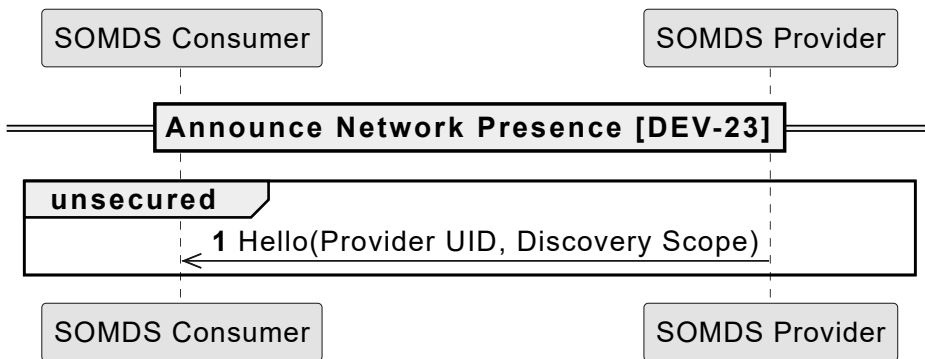 SOMDS Consumer
SOMDS Provider
Announce Network Presence [DEV-23]
unsecured
1 Hello(Provider UID, Discovery Scope)
SOMDS Consumer
SOMDS Provider